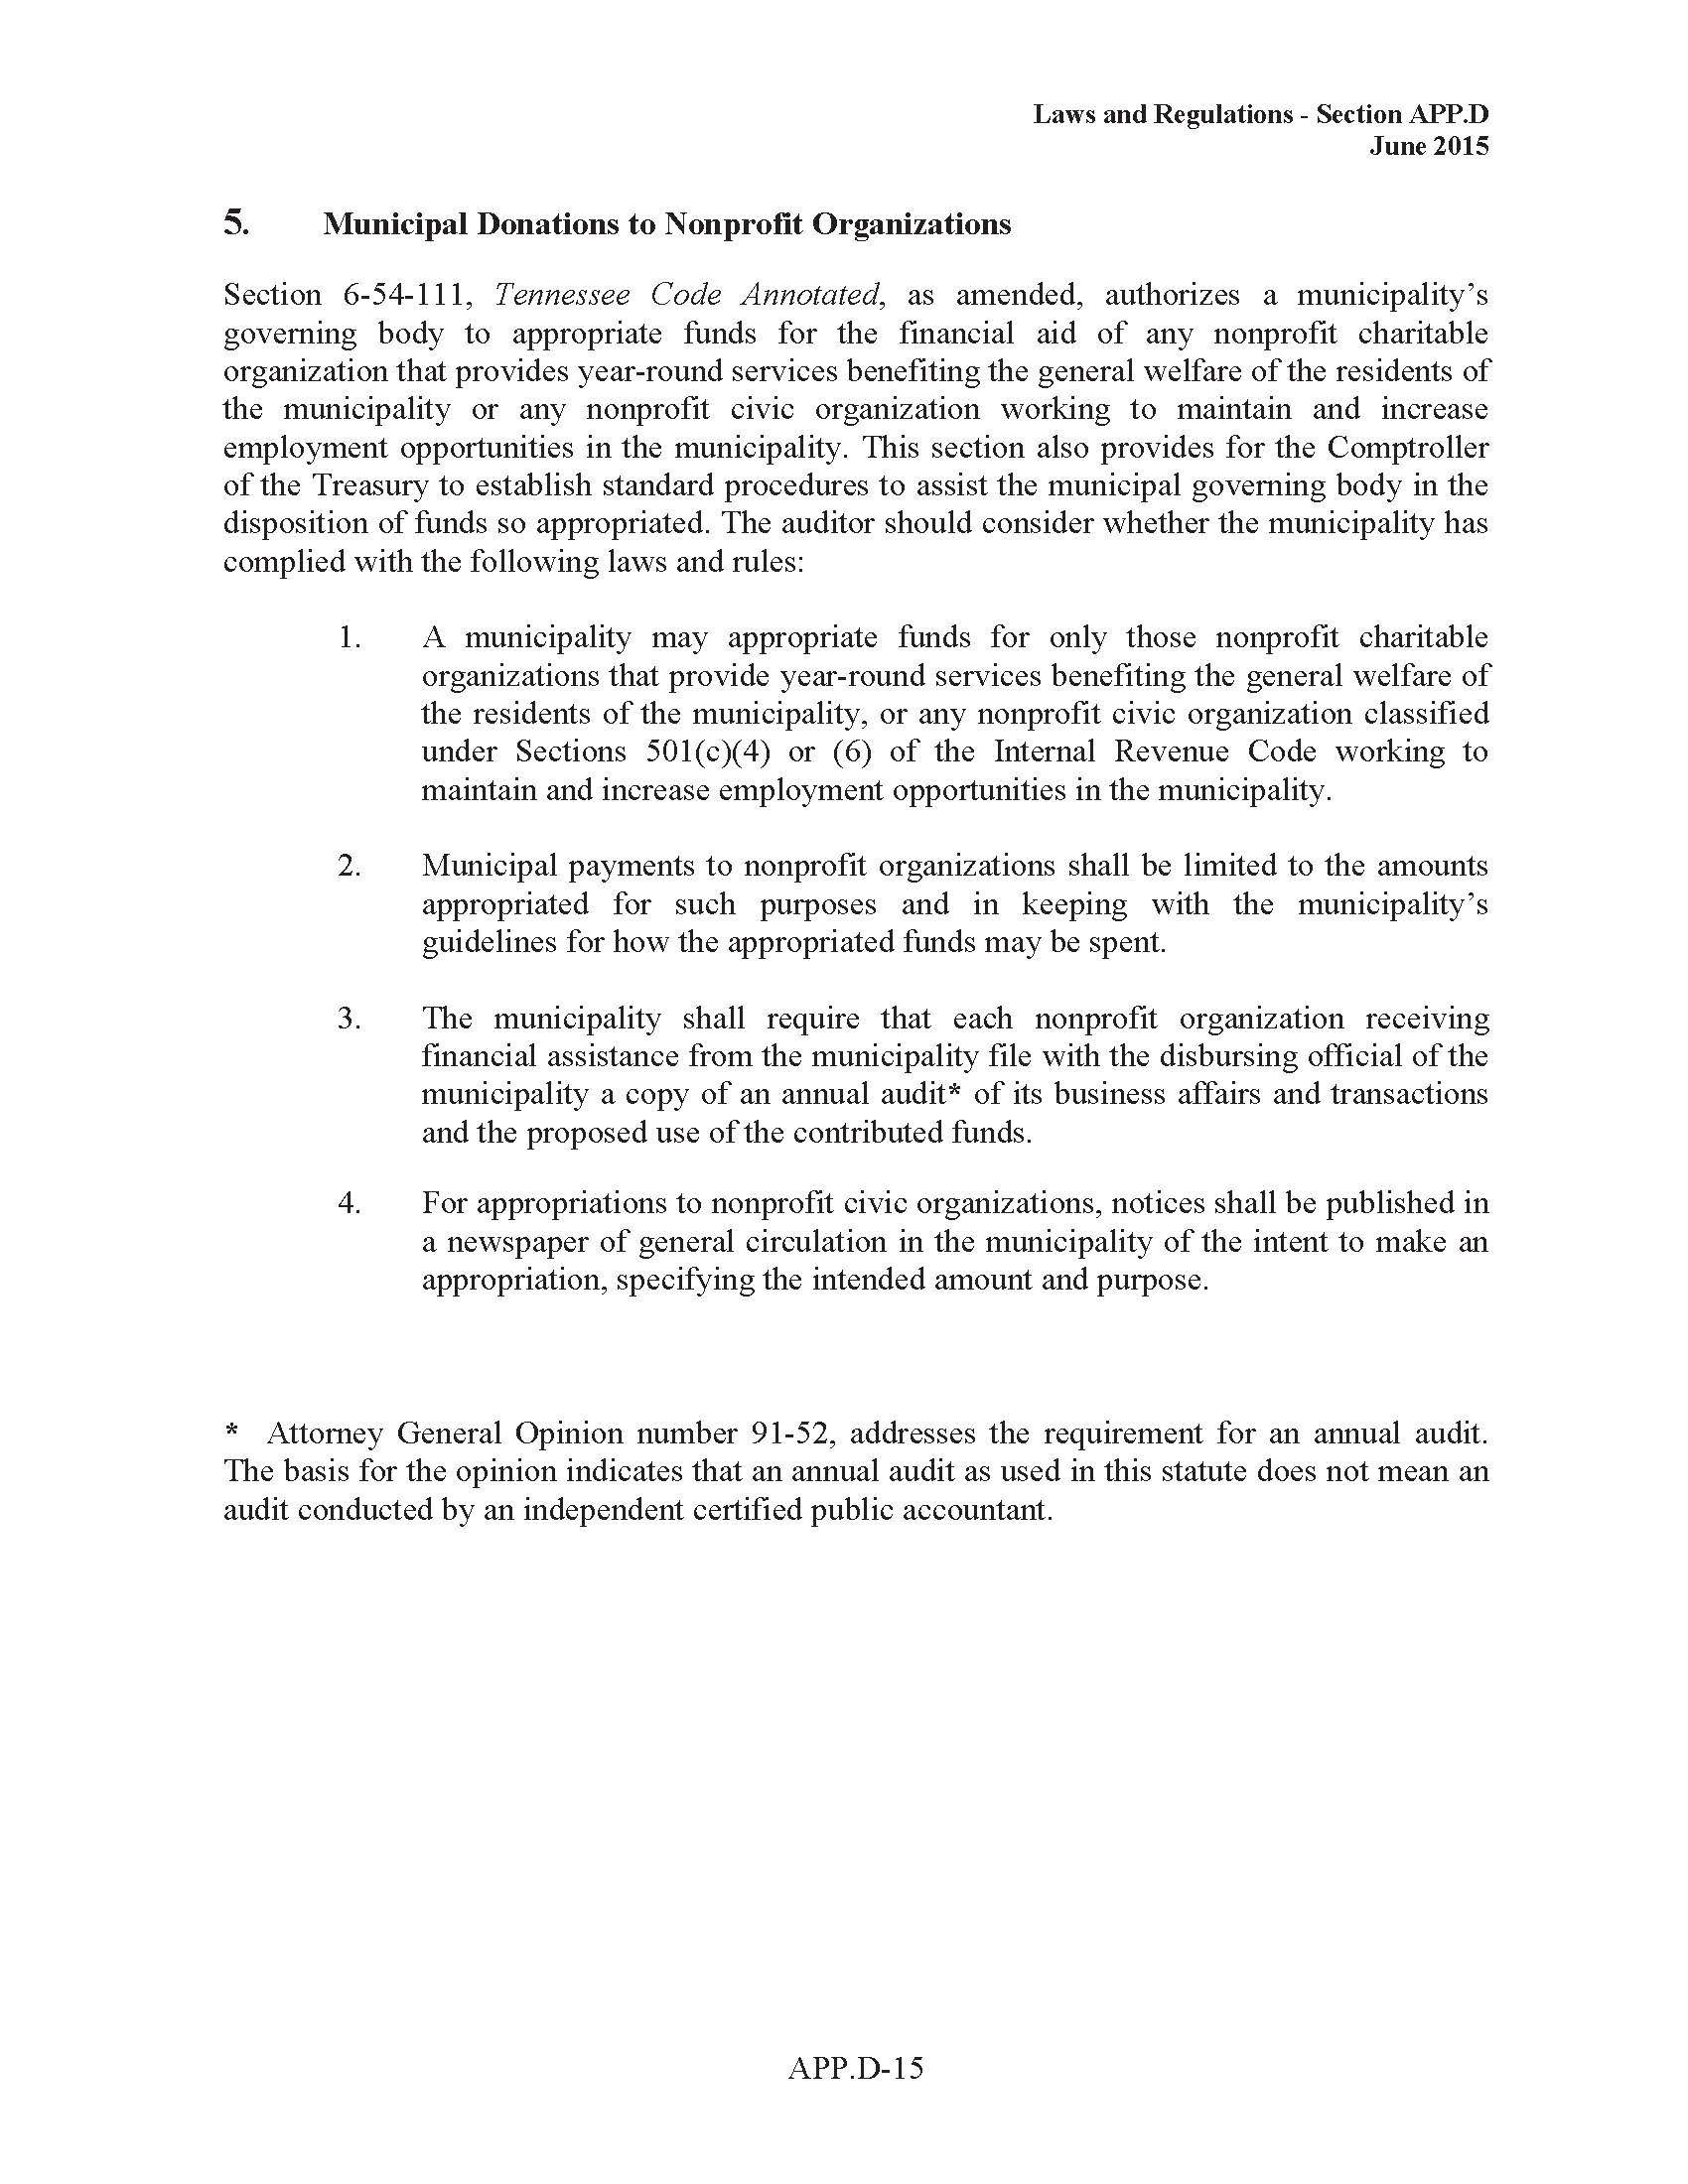 Laws and Regulations - Section APP.D
June 2015
5. Municipal Donations to Nonprofit Organizations
Section 6-54-111, Tennessee Code Annotated, as amended, authorizes a municipality’s
governing body to appropriate funds for the financial aid of any nonprofit charitable
organization that provides year-round services benefiting the general welfare of the residents of
the municipality or any nonprofit civic organization working to maintain and increase
employment opportunities in the municipality. This section also provides for the Comptroller
of the Treasury to establish standard procedures to assist the municipal governing body in the
disposition of funds so appropriated. The auditor should consider whether the municipality has
complied with the following laws and rules:
1. A municipality may appropriate funds for only those nonprofit charitable
organizations that provide year-round services benefiting the general welfare of
the residents of the municipality, or any nonprofit civic organization classified
under Sections 501(c)(4) or (6) of the Internal Revenue Code working to
maintain and increase employment opportunities in the municipality.
2. Municipal payments to nonprofit organizations shall be limited to the amounts
appropriated for such purposes and in keeping with the municipality’s
guidelines for how the appropriated funds may be spent.
3. The municipality shall require that each nonprofit organization receiving
financial assistance from the municipality file with the disbursing official of the
municipality a copy of an annual audit* of its business affairs and transactions
and the proposed use of the contributed funds.
4. For appropriations to nonprofit civic organizations, notices shall be published in
a newspaper of general circulation in the municipality of the intent to make an
appropriation, specifying the intended amount and purpose.
* Attorney General Opinion number 91-52, addresses the requirement for an annual audit.
The basis for the opinion indicates that an annual audit as used in this statute does not mean an
audit conducted by an independent certified public accountant.
APP.D-15